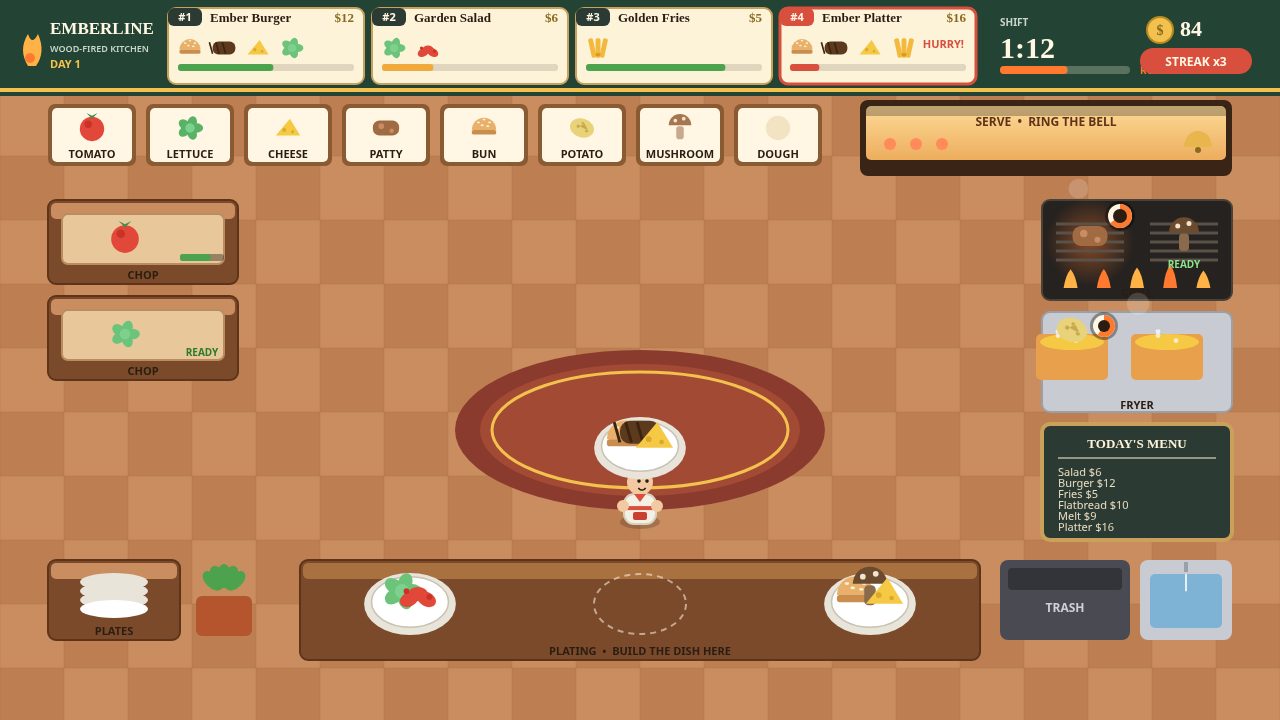 EMBERLINE
WOOD-FIRED KITCHEN
DAY 1
#1 Ember Burger $12
#2 Garden Salad $6
#3 Golden Fries $5
#4 Ember Platter $16
HURRY!
SHIFT
1:12
$ 84
STREAK x3
TOMATO
LETTUCE
CHEESE
PATTY
BUN
POTATO
MUSHROOM
DOUGH
SERVE • RING THE BELL
CHOP
READY
CHOP
READY
FRYER
TODAY'S MENU
Salad $6
Burger $12
Fries $5
Flatbread $10
Melt $9
Platter $16
PLATES
PLATING • BUILD THE DISH HERE
TRASH